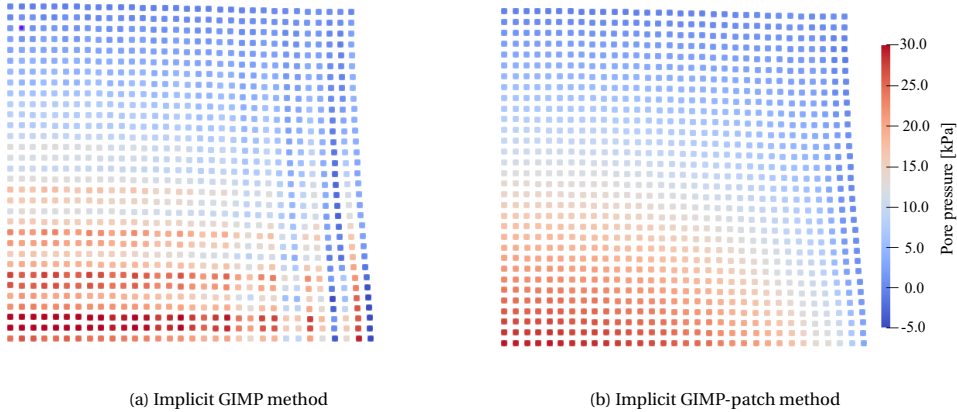 30.0
25.0
20.0
15.0
10.0
5.0
0.0
-5.0
Pore pressure [kPa]
(a) Implicit GIMP method
(b) Implicit GIMP-patch method